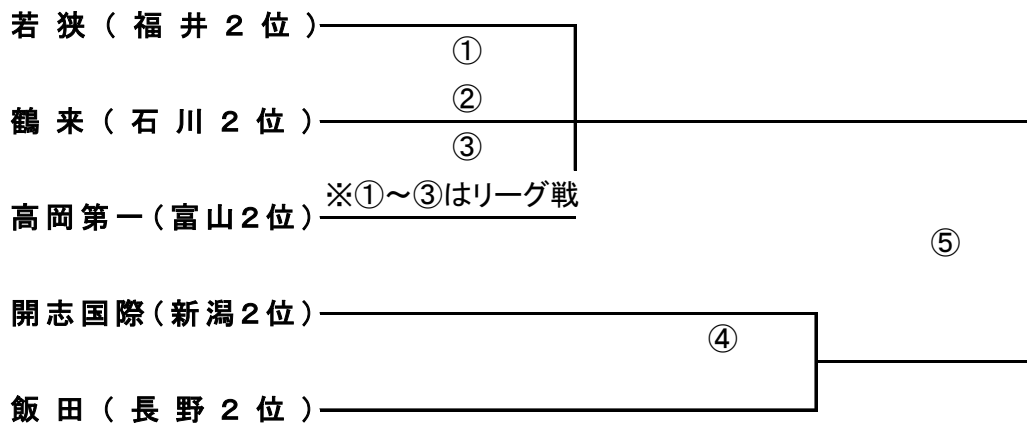 若狭(福井2位)
①
②
鶴来(石川2位)
③
※①~③はリーグ戦
高岡第一(富山2位)
⑤
開志国際(新潟2位)
④
飯田(長野2位)